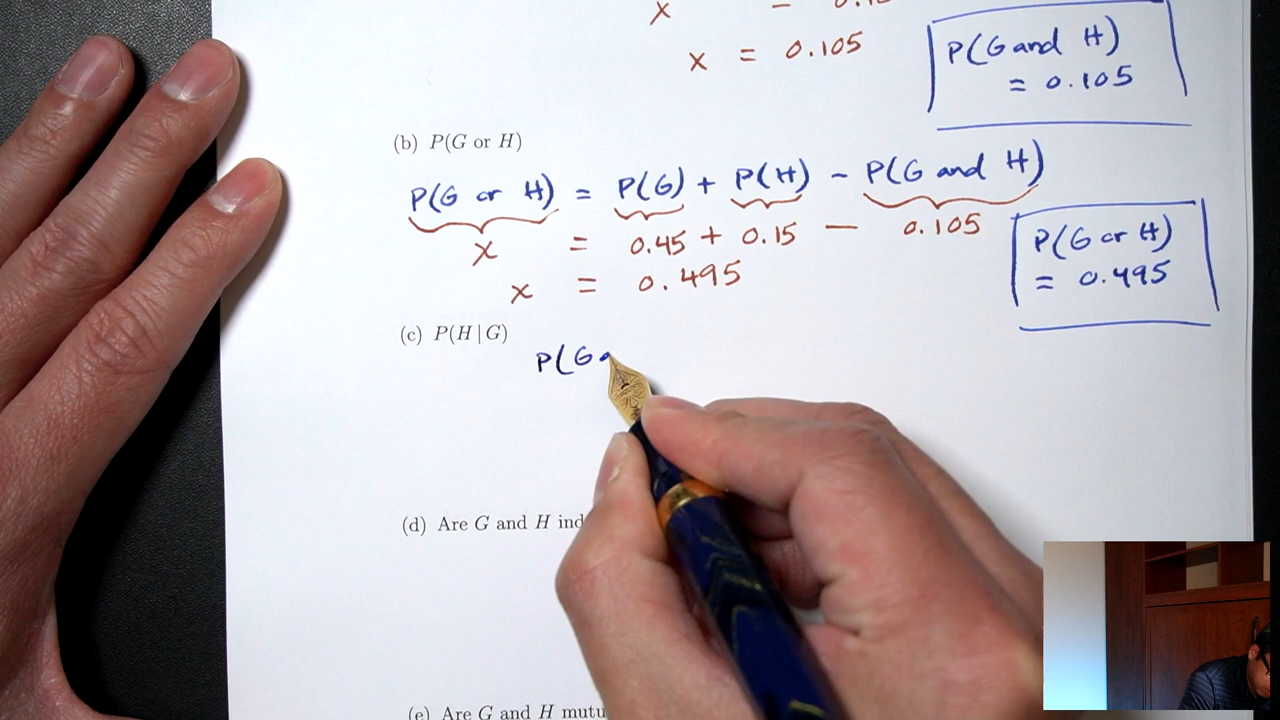 x = 0.105
P(G and H)
= 0.105
(b) P(G or H)
P(G or H) = P(G) + P(H) - P(G and H)
x = 0.45 + 0.15 - 0.105
x = 0.495
P(G or H)
= 0.495
(c) P(H | G)
P(G
(d) Are G and H ind
(e) Are G and H mutu